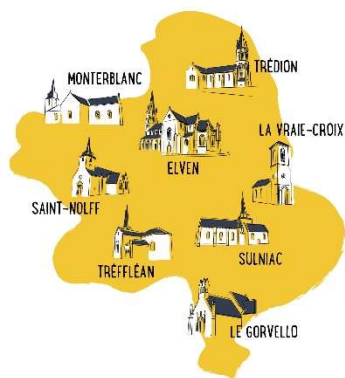 TRÉDION
MONTERBLANC
LA VRAIE-CROIX
ELVEN
SAINT-NOLFF
SULNIAC
TRÉFFLÉAN
LE GORVELLO